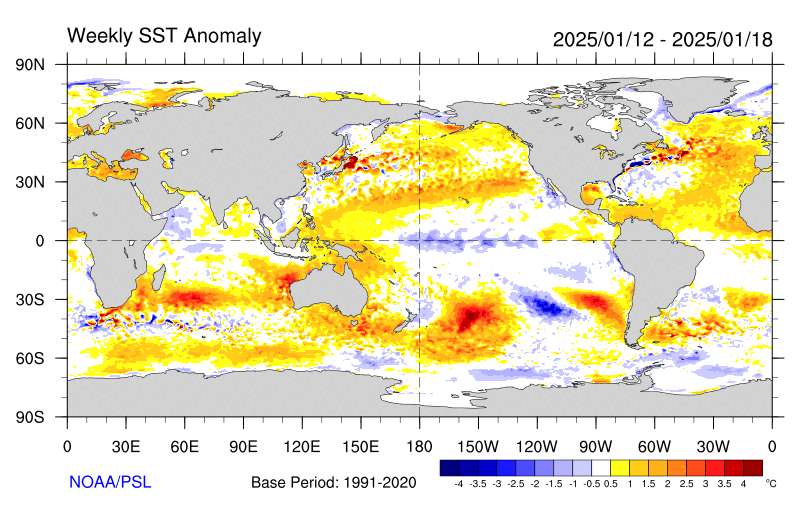 Weekly SST Anomaly
2025/01/12 - 2025/01/18
90N
60N
30N
0
30S
60S
90S
0 30E 60E 90E 120E 150E 180 150W 120W 90W 60W 30W 0
NOAA/PSL
Base Period: 1991-2020
-4 -3.5 -3 -2.5 -2 -1.5 -1 -0.5 0.5 1 1.5 2 2.5 3 3.5 4 °C